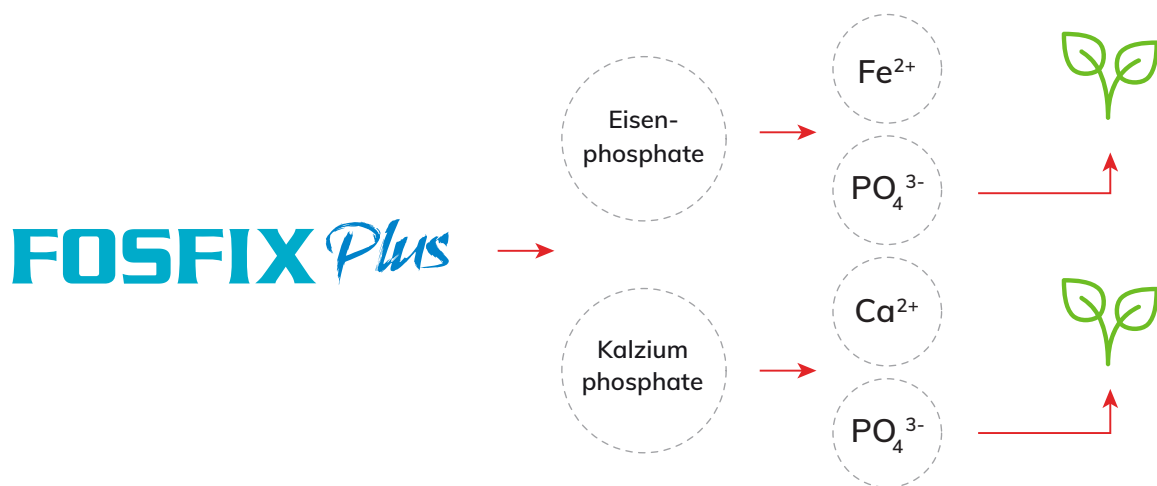 FOSFIX Plus
Eisen-
phosphate
Fe²⁺
PO₄³⁻
Kalzium
phosphate
Ca²⁺
PO₄³⁻